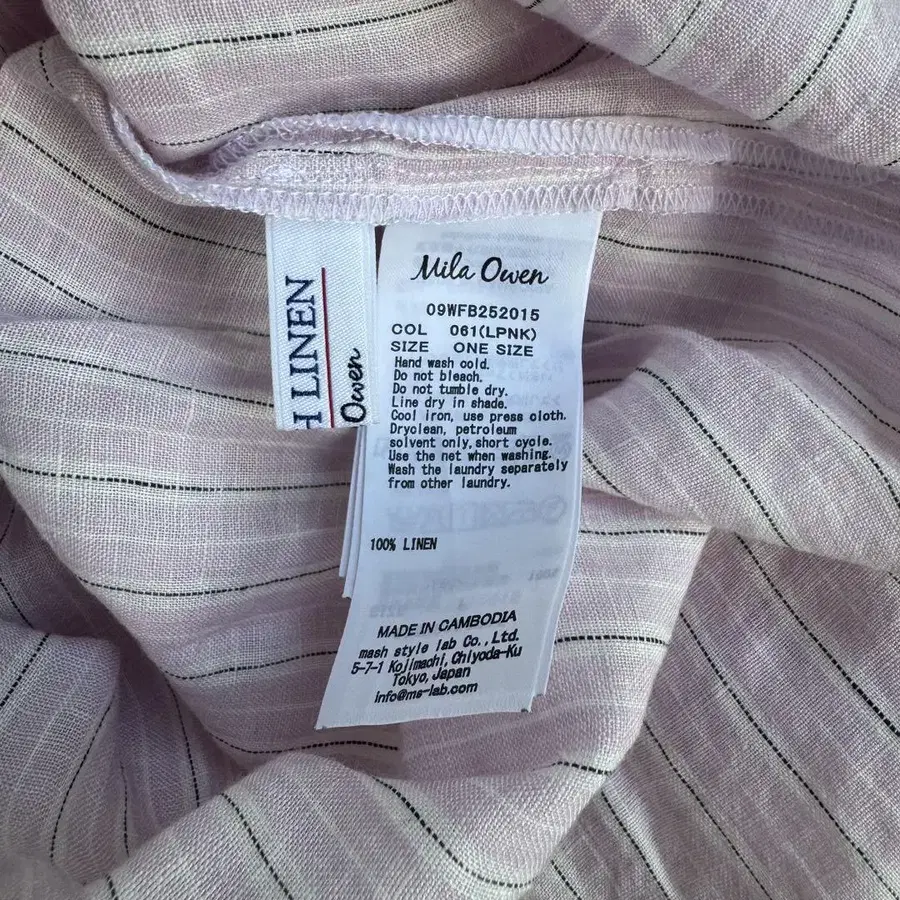 H LINEN
Owen
Mila Owen
09WFB252015
COL 061(LPNK)
SIZE ONE SIZE
Hand wash cold.
Do not bleach.
Do not tumble dry.
Line dry in shade.
Cool iron, use press cloth.
Dryclean, petroleum
solvent only, short cycle.
Use the net when washing.
Wash the laundry separately
from other laundry.
100% LINEN
MADE IN CAMBODIA
mash style lab Co., Ltd.
5-7-1 Kojimachi, Chiyoda-Ku
Tokyo, Japan
info@ms-lab.com